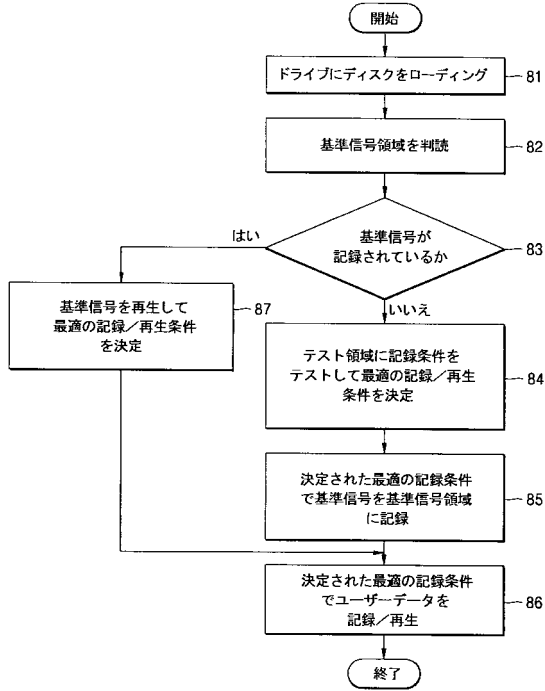 開始
ドライブにディスクをローディング
81
基準信号領域を判読
82
基準信号が
記録されているか
83
はい
いいえ
基準信号を再生して
最適の記録／再生条件
を決定
87
テスト領域に記録条件を
テストして最適の記録／再生
条件を決定
84
決定された最適の記録条件
で基準信号を基準信号領域
に記録
85
決定された最適の記録条件
でユーザーデータを
記録／再生
86
終了